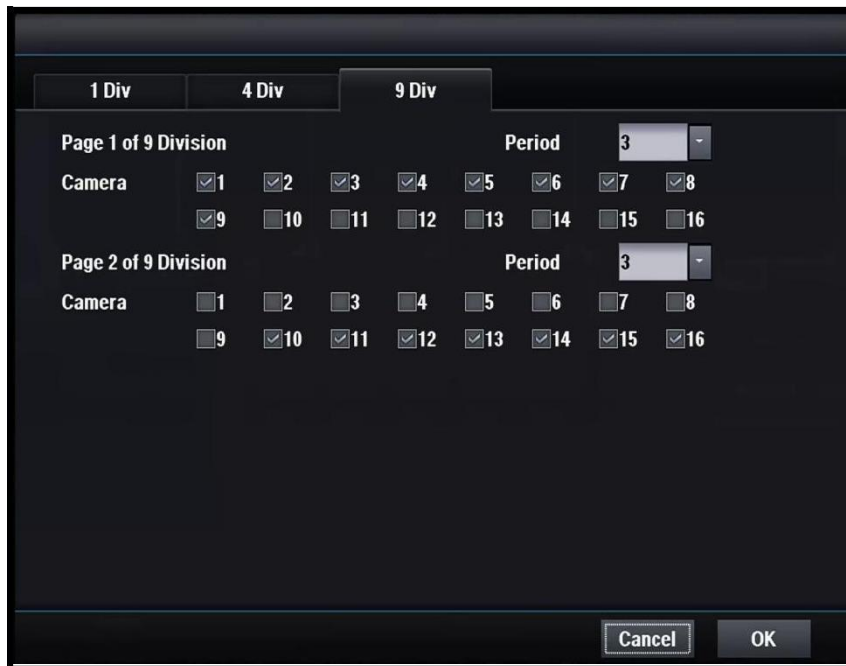 1 Div 4 Div 9 Div
Page 1 of 9 Division Period 3
Camera 1 2 3 4 5 6 7 8
9 10 11 12 13 14 15 16
Page 2 of 9 Division Period 3
Camera 1 2 3 4 5 6 7 8
9 10 11 12 13 14 15 16
Cancel OK